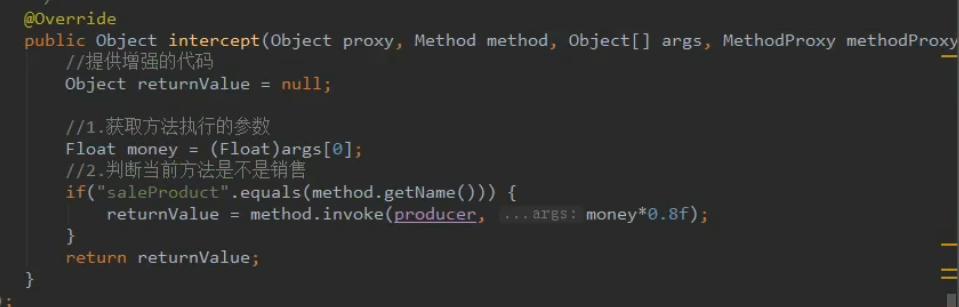 @Override
public Object intercept(Object proxy, Method method, Object[] args, MethodProxy methodProxy
//提供增强的代码
Object returnValue = null;
//1.获取方法执行的参数
Float money = (Float)args[0];
//2.判断当前方法是不是销售
if("saleProduct".equals(method.getName())) {
returnValue = method.invoke(producer, ...args: money*0.8f);
}
return returnValue;
}
);